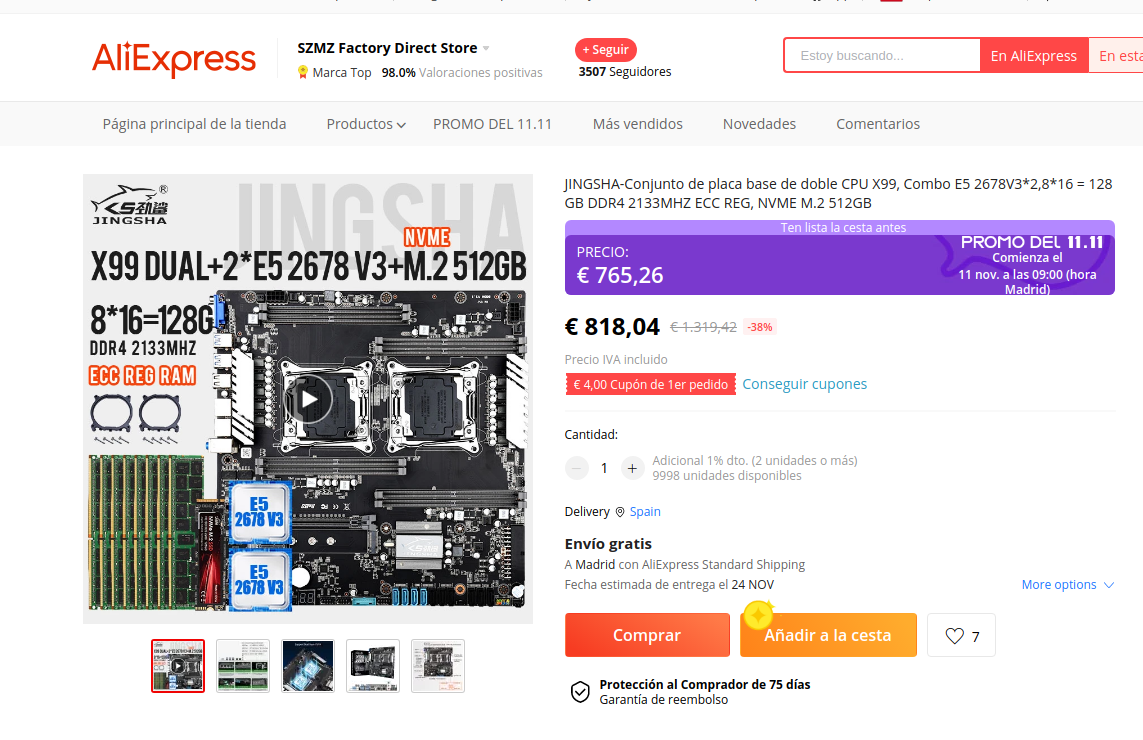 AliExpress
SZMZ Factory Direct Store
Marca Top 98.0% Valoraciones positivas
+ Seguir
3507 Seguidores
Estoy buscando...
En AliExpress
En esta
Página principal de la tienda
Productos
PROMO DEL 11.11
Más vendidos
Novedades
Comentarios
劲鲨
JINGSHA
JINGSHA
NVME
X99 DUAL+2*E5 2678 V3+M.2 512GB
8*16=128G
DDR4 2133MHZ
ECC REG RAM
E5
2678 V3
E5
2678 V3
JINGSHA-Conjunto de placa base de doble CPU X99, Combo E5 2678V3*2,8*16 = 128
GB DDR4 2133MHZ ECC REG, NVME M.2 512GB
Ten lista la cesta antes
PRECIO:
€ 765,26
PROMO DEL 11.11
Comienza el
11 nov. a las 09:00 (hora
Madrid)
€ 818,04 € 1.319,42 -38%
Precio IVA incluido
€ 4,00 Cupón de 1er pedido Conseguir cupones
Cantidad:
1
Adicional 1% dto. (2 unidades o más)
9998 unidades disponibles
Delivery Spain
Envío gratis
A Madrid con AliExpress Standard Shipping
Fecha estimada de entrega el 24 NOV
More options
Comprar
Añadir a la cesta
7
Protección al Comprador de 75 días
Garantía de reembolso